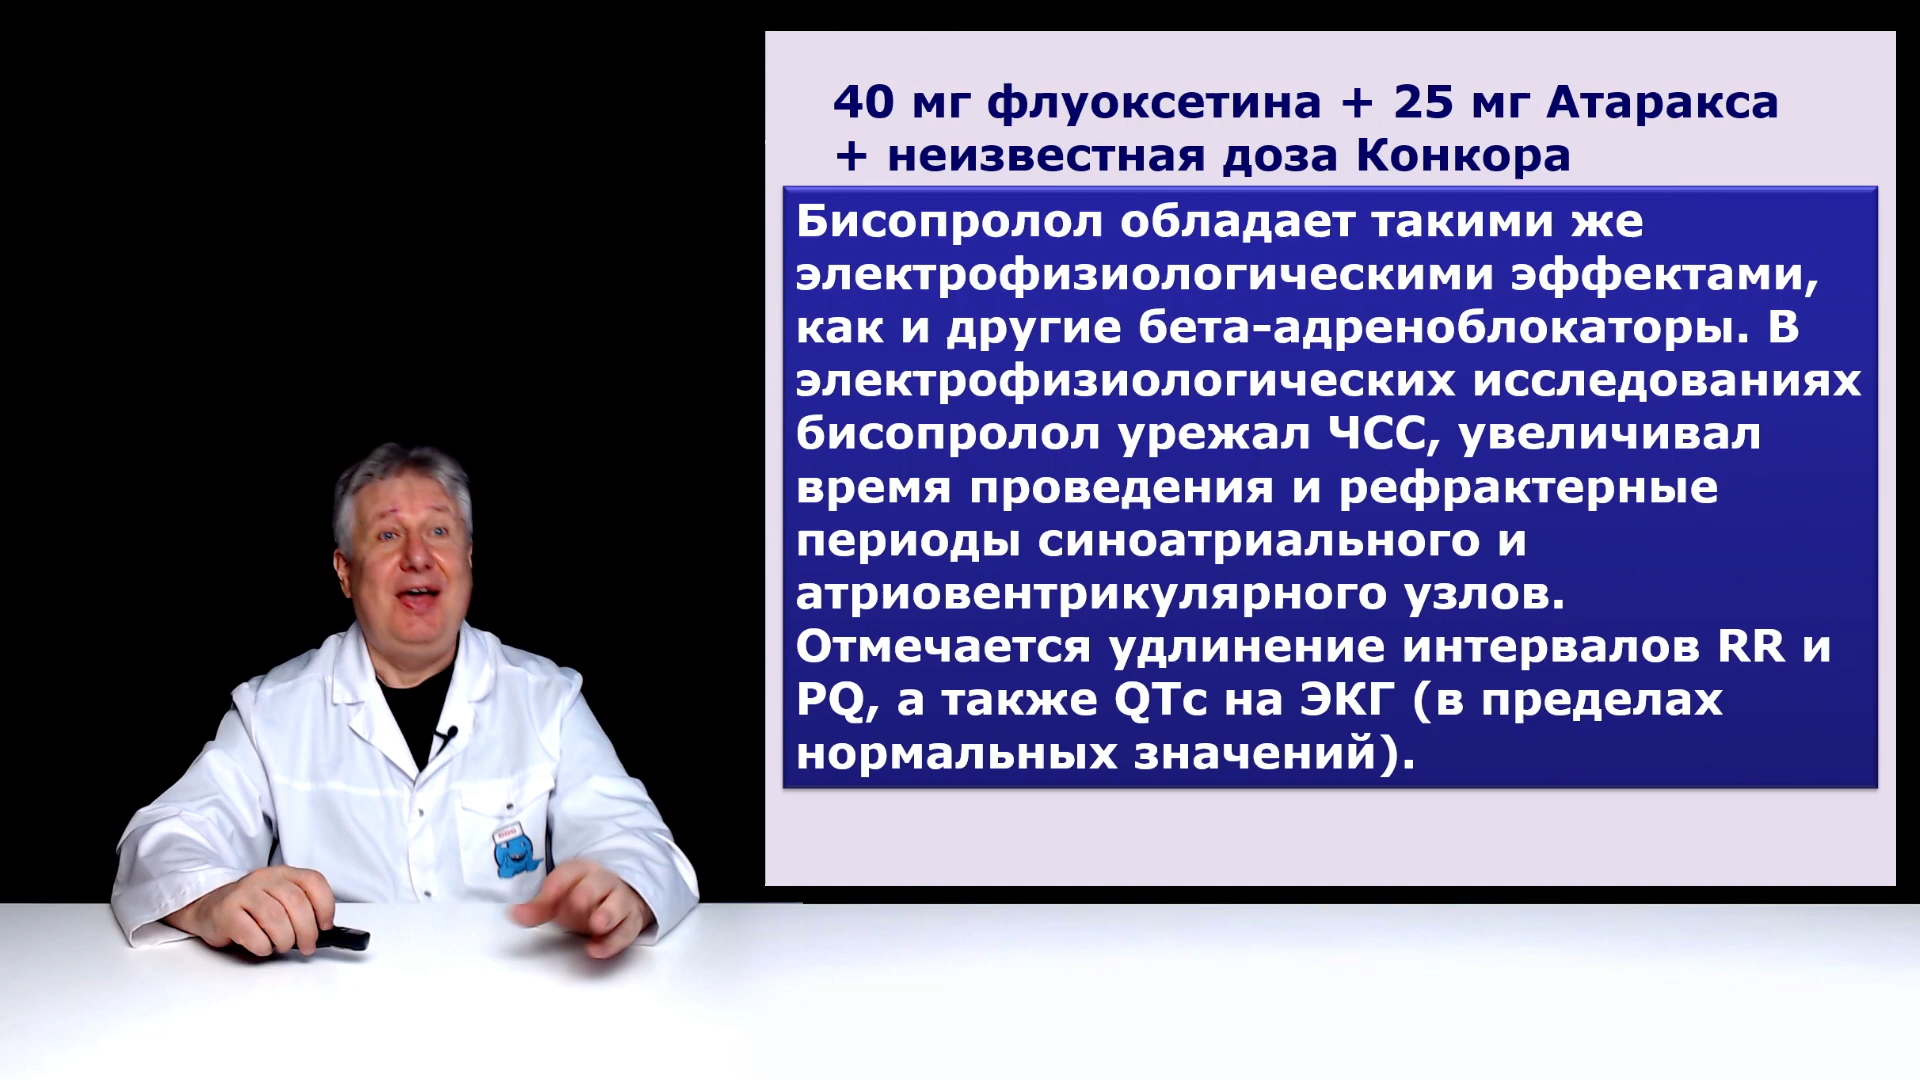 40 мг флуоксетина + 25 мг Атаракса
+ неизвестная доза Конкора
Бисопролол обладает такими же
электрофизиологическими эффектами,
как и другие бета-адреноблокаторы. В
электрофизиологических исследованиях
бисопролол урежал ЧСС, увеличивал
время проведения и рефрактерные
периоды синоатриального и
атриовентрикулярного узлов.
Отмечается удлинение интервалов RR и
PQ, а также QTc на ЭКГ (в пределах
нормальных значений).